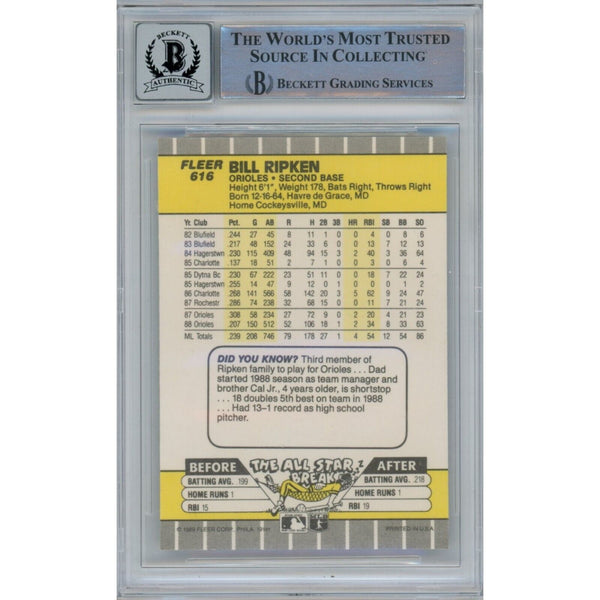 BECKETT
B
AUTHENTIC
THE WORLD'S MOST TRUSTED
SOURCE IN COLLECTING
B BECKETT GRADING SERVICES
FLEER
616
BILL RIPKEN
ORIOLES • SECOND BASE
Height 6'1", Weight 178, Bats Right, Throws Right
Born 12-16-64, Havre de Grace, MD
Home Cockeysville, MD
Yr. Club Pct. G AB R H 2B 3B HR RBI SB BB SO
82 Blufield .244 27 45 8 11 1 0 0 4 0 8 6
83 Blufield .217 48 152 24 33 6 0 0 13 7 12 13
84 Hagerstwn .230 115 409 48 94 15 3 2 40 3 36 64
85 Charlotte .137 18 51 2 7 1 0 0 3 0 6 4
85 Dytna Bc .230 67 222 23 51 11 0 0 18 7 22 24
85 Hagerstwn .255 14 47 9 12 0 1 0 0 0 1 2
86 Charlotte .268 141 566 58 142 20 3 5 62 9 24 47
87 Rochestr .286 74 238 32 68 15 0 0 11 7 21 24
87 Orioles .308 58 234 27 72 9 0 2 20 4 21 23
88 Orioles .207 150 512 52 106 18 1 2 34 8 33 63
ML Totals .239 208 746 79 178 27 1 4 54 12 54 86
DID YOU KNOW? Third member of
Ripken family to play for Orioles . . . Dad
started 1988 season as team manager and
brother Cal Jr., 4 years older, is shortstop
. . . 18 doubles 5th best on team in 1988
. . . Had 13–1 record as high school
pitcher.
BEFORE THE ALL STAR BREAK AFTER
BATTING AVG. .199 BATTING AVG. .218
HOME RUNS 1 HOME RUNS 1
RBI 15 RBI 19
© 1989 FLEER CORP., PHILA. 19141 PRINTED IN U.S.A.